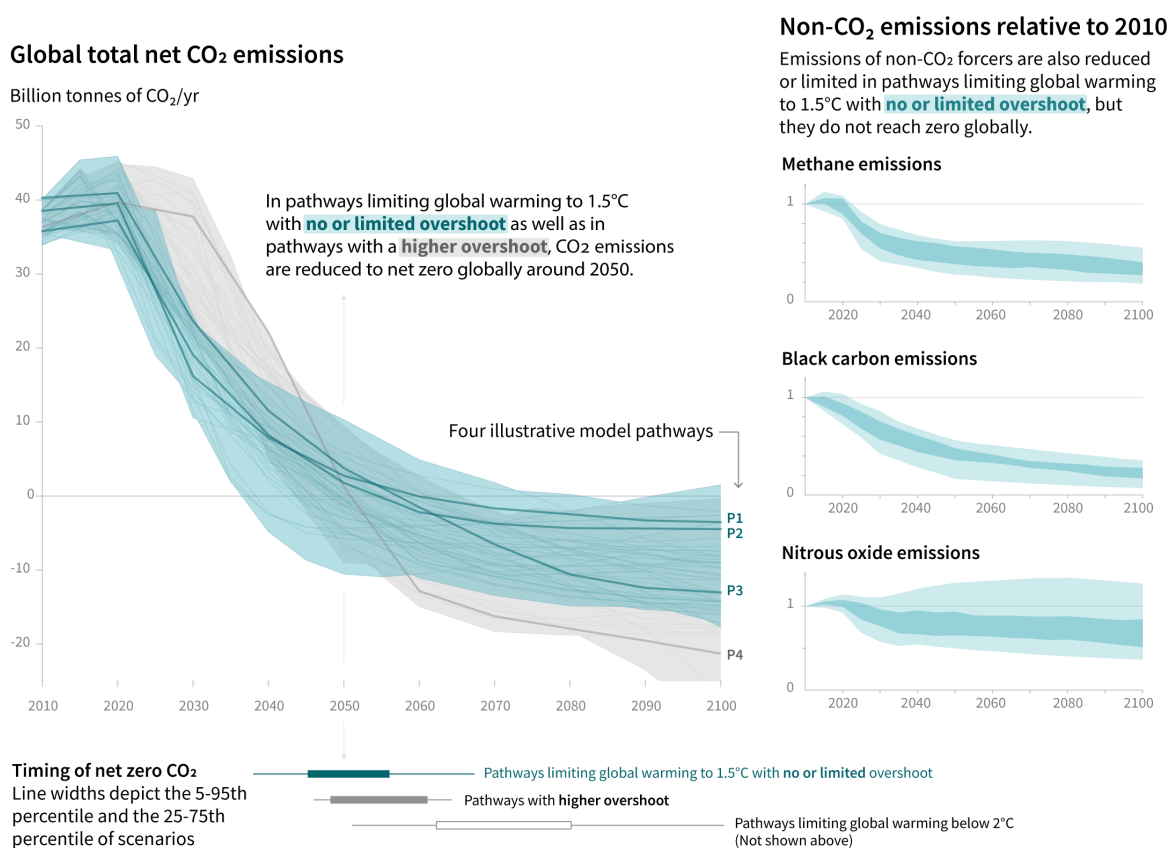 Global total net CO₂ emissions
Billion tonnes of CO₂/yr
50
40
30
20
10
0
-10
-20
2010
2020
2030
2040
2050
2060
2070
2080
2090
2100
In pathways limiting global warming to 1.5°C
with no or limited overshoot as well as in
pathways with a higher overshoot, CO₂ emissions
are reduced to net zero globally around 2050.
Four illustrative model pathways
P1
P2
P3
P4
Non-CO₂ emissions relative to 2010
Emissions of non-CO₂ forcers are also reduced
or limited in pathways limiting global warming
to 1.5°C with no or limited overshoot, but
they do not reach zero globally.
Methane emissions
1
0
2020
2040
2060
2080
2100
Black carbon emissions
1
0
2020
2040
2060
2080
2100
Nitrous oxide emissions
1
0
2020
2040
2060
2080
2100
Timing of net zero CO₂
Line widths depict the 5-95th
percentile and the 25-75th
percentile of scenarios
Pathways limiting global warming to 1.5°C with no or limited overshoot
Pathways with higher overshoot
Pathways limiting global warming below 2°C
(Not shown above)